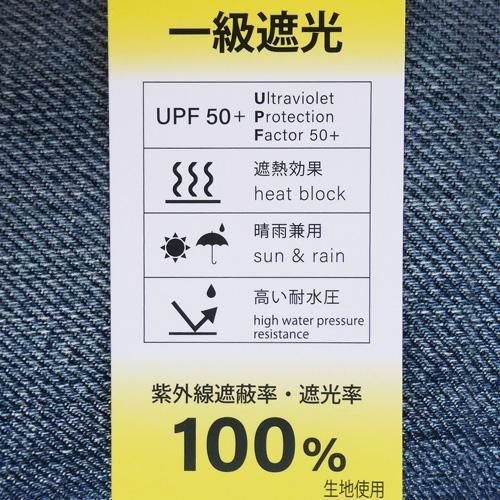 一級遮光
UPF 50+
Ultraviolet
Protection
Factor 50+
遮熱効果
heat block
晴雨兼用
sun & rain
高い耐水圧
high water pressure
resistance
紫外線遮蔽率・遮光率
100%
生地使用